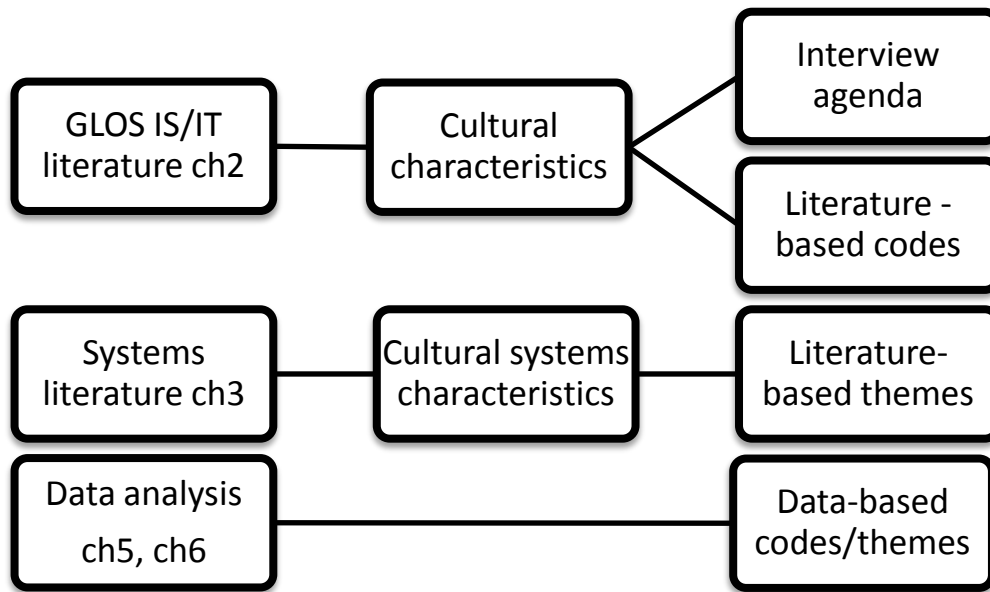 GLOS IS/IT
literature ch2
Cultural
characteristics
Interview
agenda
Literature -
based codes
Systems
literature ch3
Cultural systems
characteristics
Literature-
based themes
Data analysis
ch5, ch6
Data-based
codes/themes